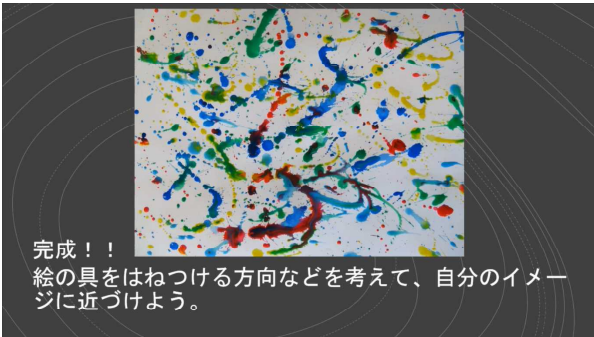 完成！！
絵の具をはねつける方向などを考えて、自分のイメー
ジに近づけよう。